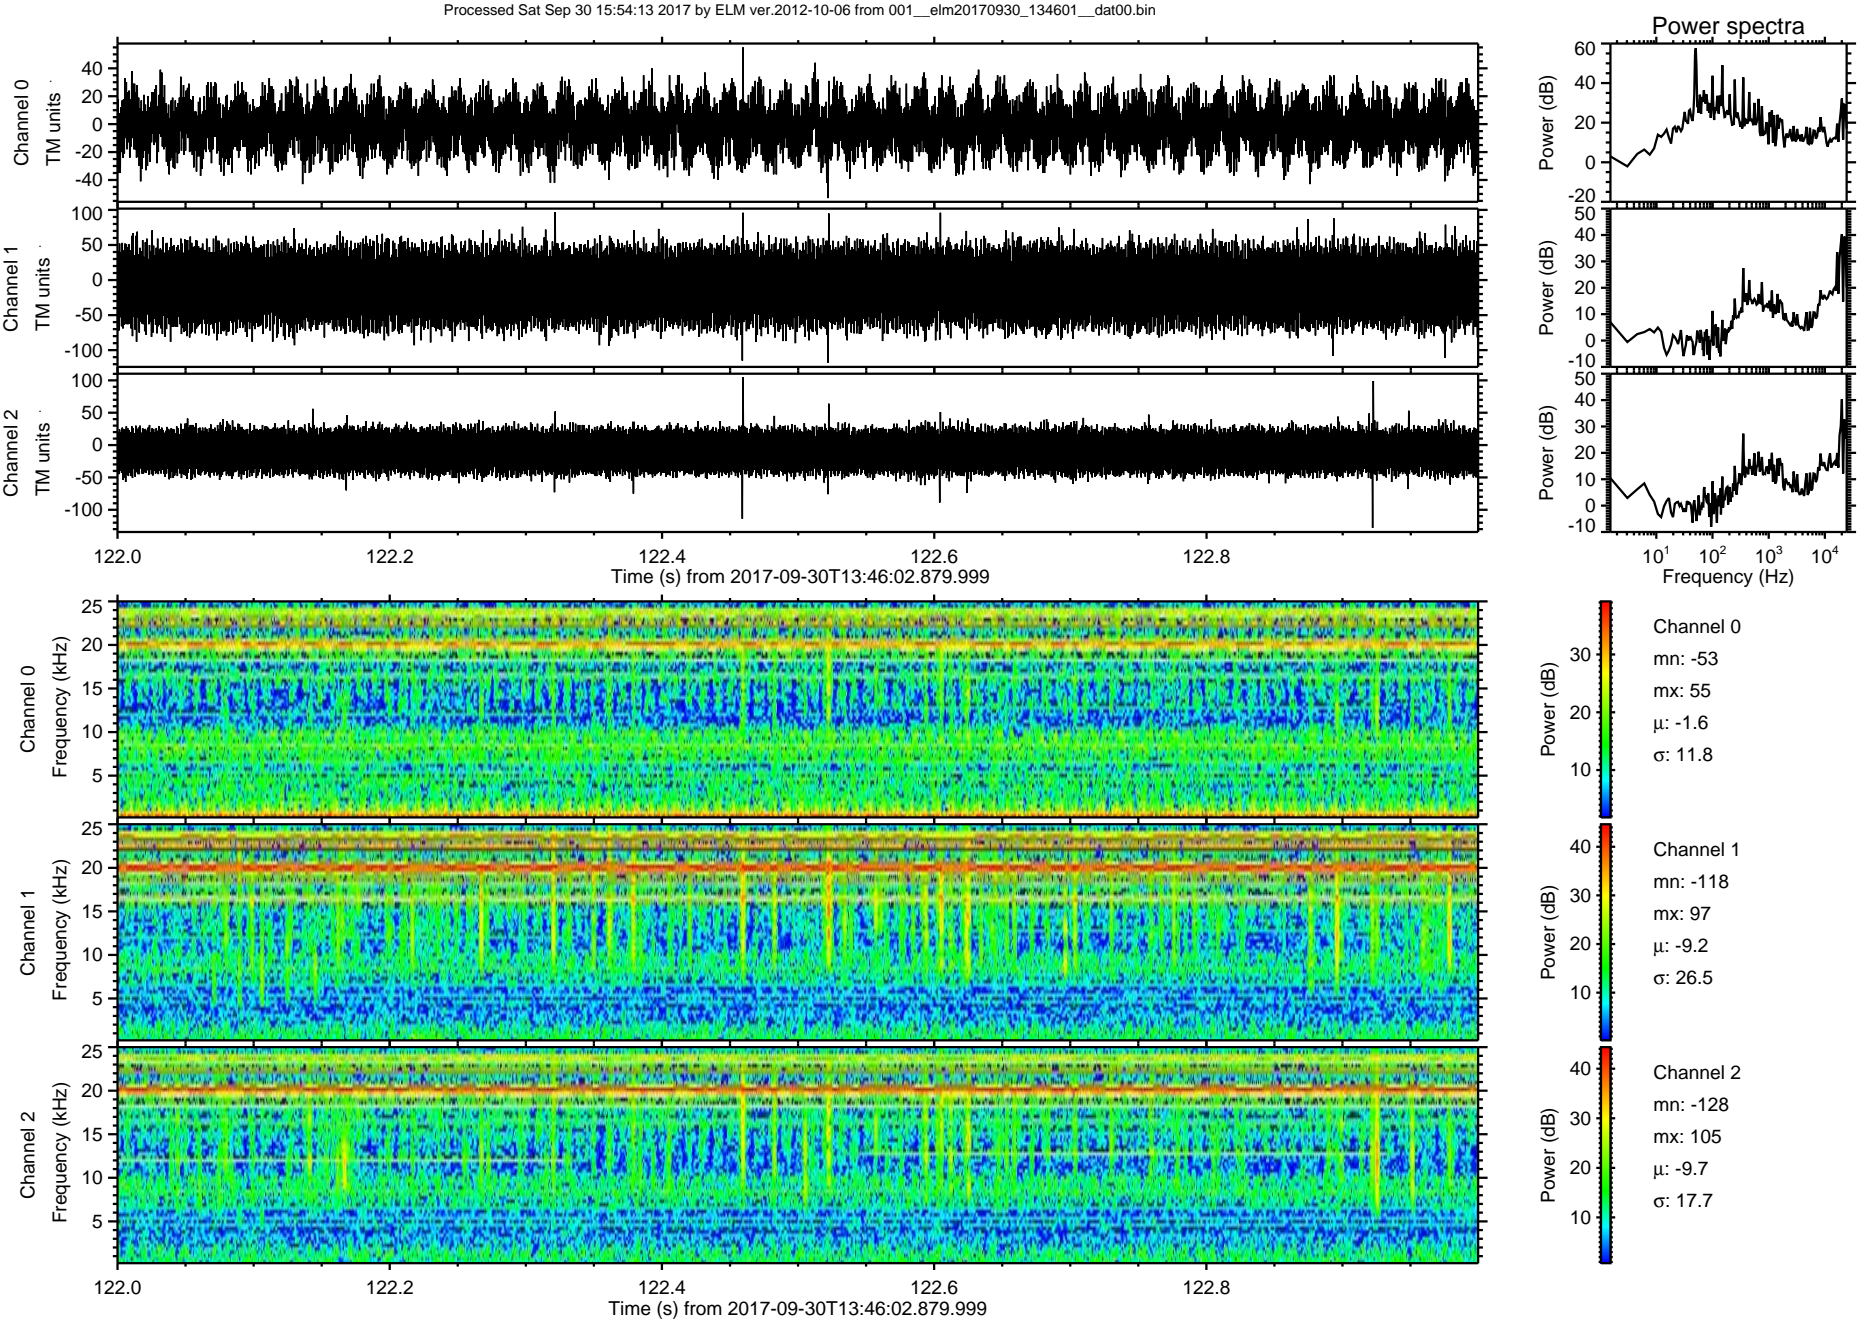 Processed Sat Sep 30 15:54:13 2017 by ELM ver.2012-10-06 from 001__elm20170930_134601__dat00.bin
Power spectra
Channel 0
TM units
40
20
0
-20
-40
Power (dB)
60
40
20
0
-20
Channel 1
TM units
100
50
0
-50
-100
Power (dB)
50
40
30
20
10
0
-10
Channel 2
TM units
100
50
0
-50
-100
Power (dB)
50
40
30
20
10
0
-10
122.0 122.2 122.4 122.6 122.8
Time (s) from 2017-09-30T13:46:02.879.999
10^1 10^2 10^3 10^4
Frequency (Hz)
Channel 0
Frequency (kHz)
25
20
15
10
5
Power (dB)
30
20
10
Channel 0
mn: -53
mx: 55
μ: -1.6
σ: 11.8
Channel 1
Frequency (kHz)
25
20
15
10
5
Power (dB)
40
30
20
10
Channel 1
mn: -118
mx: 97
μ: -9.2
σ: 26.5
Channel 2
Frequency (kHz)
25
20
15
10
5
Power (dB)
40
30
20
10
Channel 2
mn: -128
mx: 105
μ: -9.7
σ: 17.7
122.0 122.2 122.4 122.6 122.8
Time (s) from 2017-09-30T13:46:02.879.999